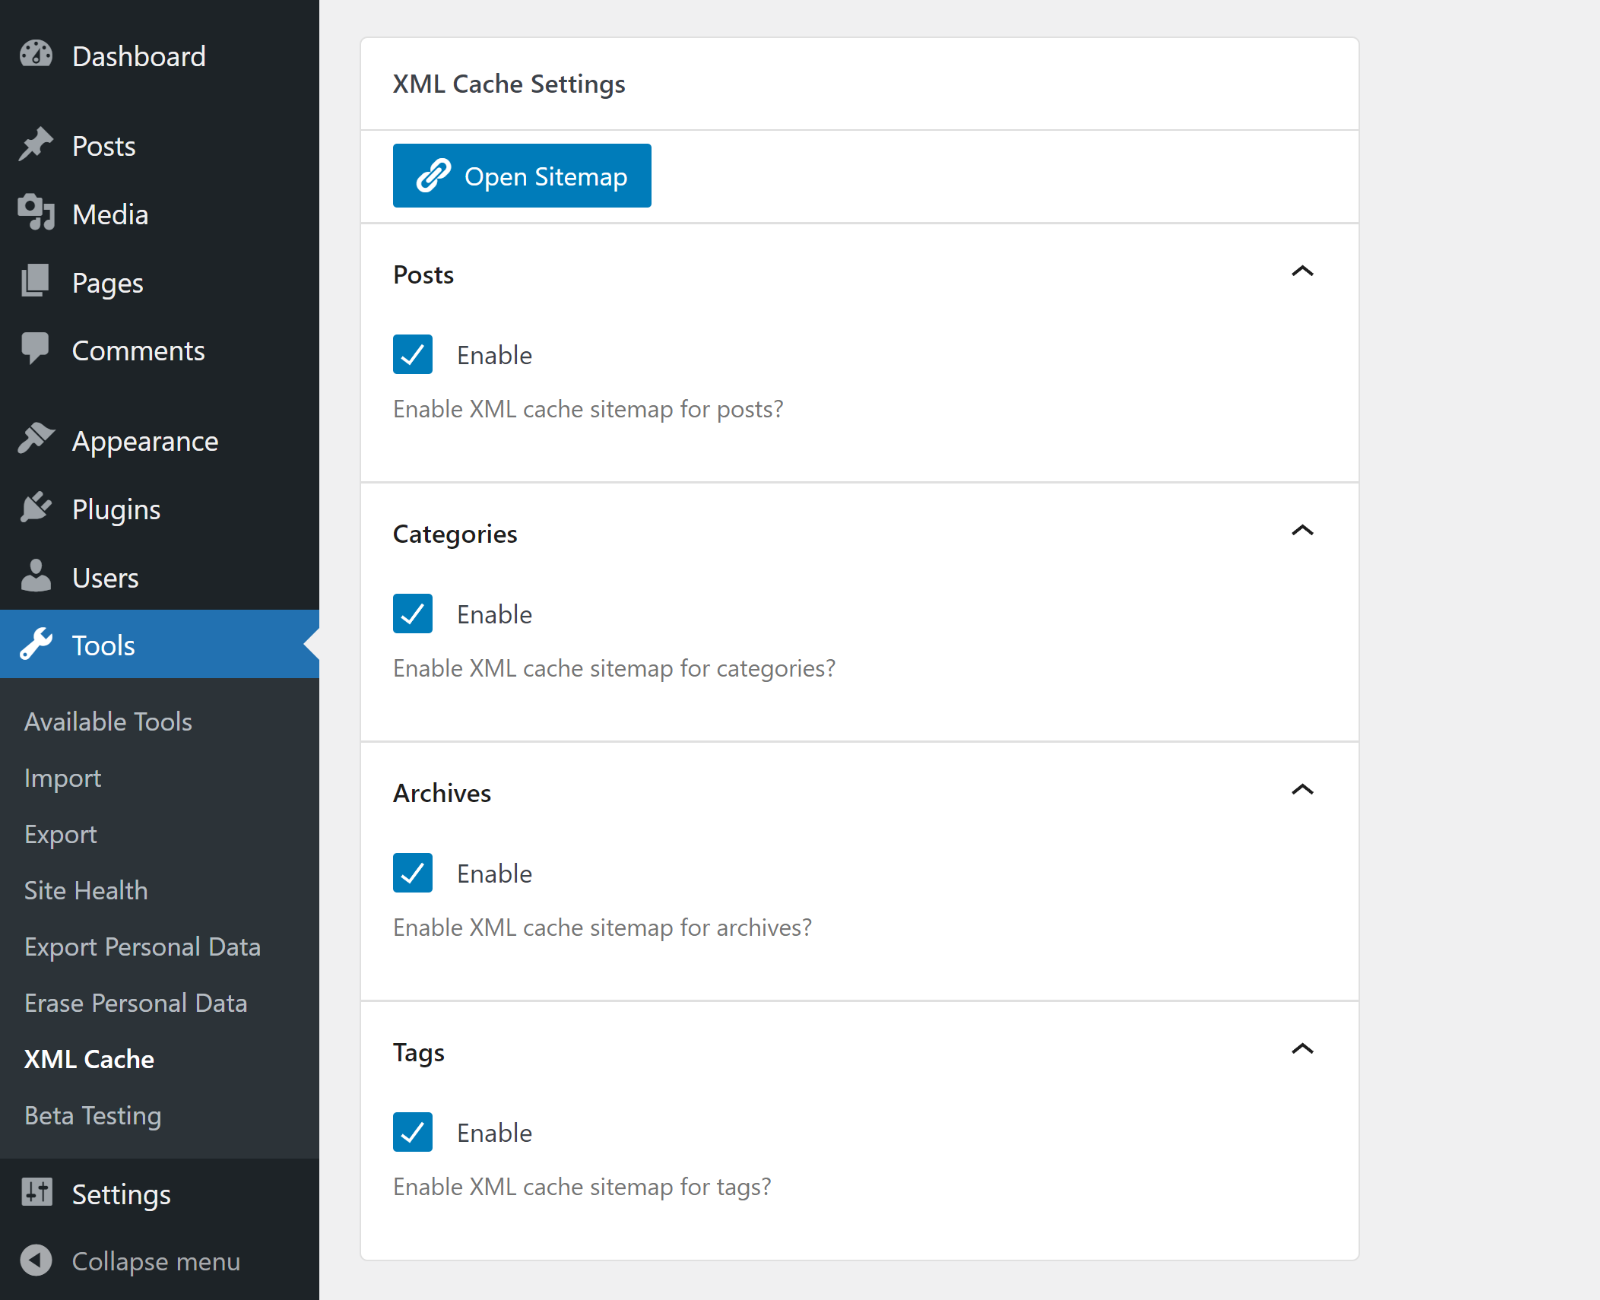 Dashboard
Posts
Media
Pages
Comments
Appearance
Plugins
Users
Tools
Available Tools
Import
Export
Site Health
Export Personal Data
Erase Personal Data
XML Cache
Beta Testing
Settings
Collapse menu
XML Cache Settings
Open Sitemap
Posts
Enable
Enable XML cache sitemap for posts?
Categories
Enable
Enable XML cache sitemap for categories?
Archives
Enable
Enable XML cache sitemap for archives?
Tags
Enable
Enable XML cache sitemap for tags?